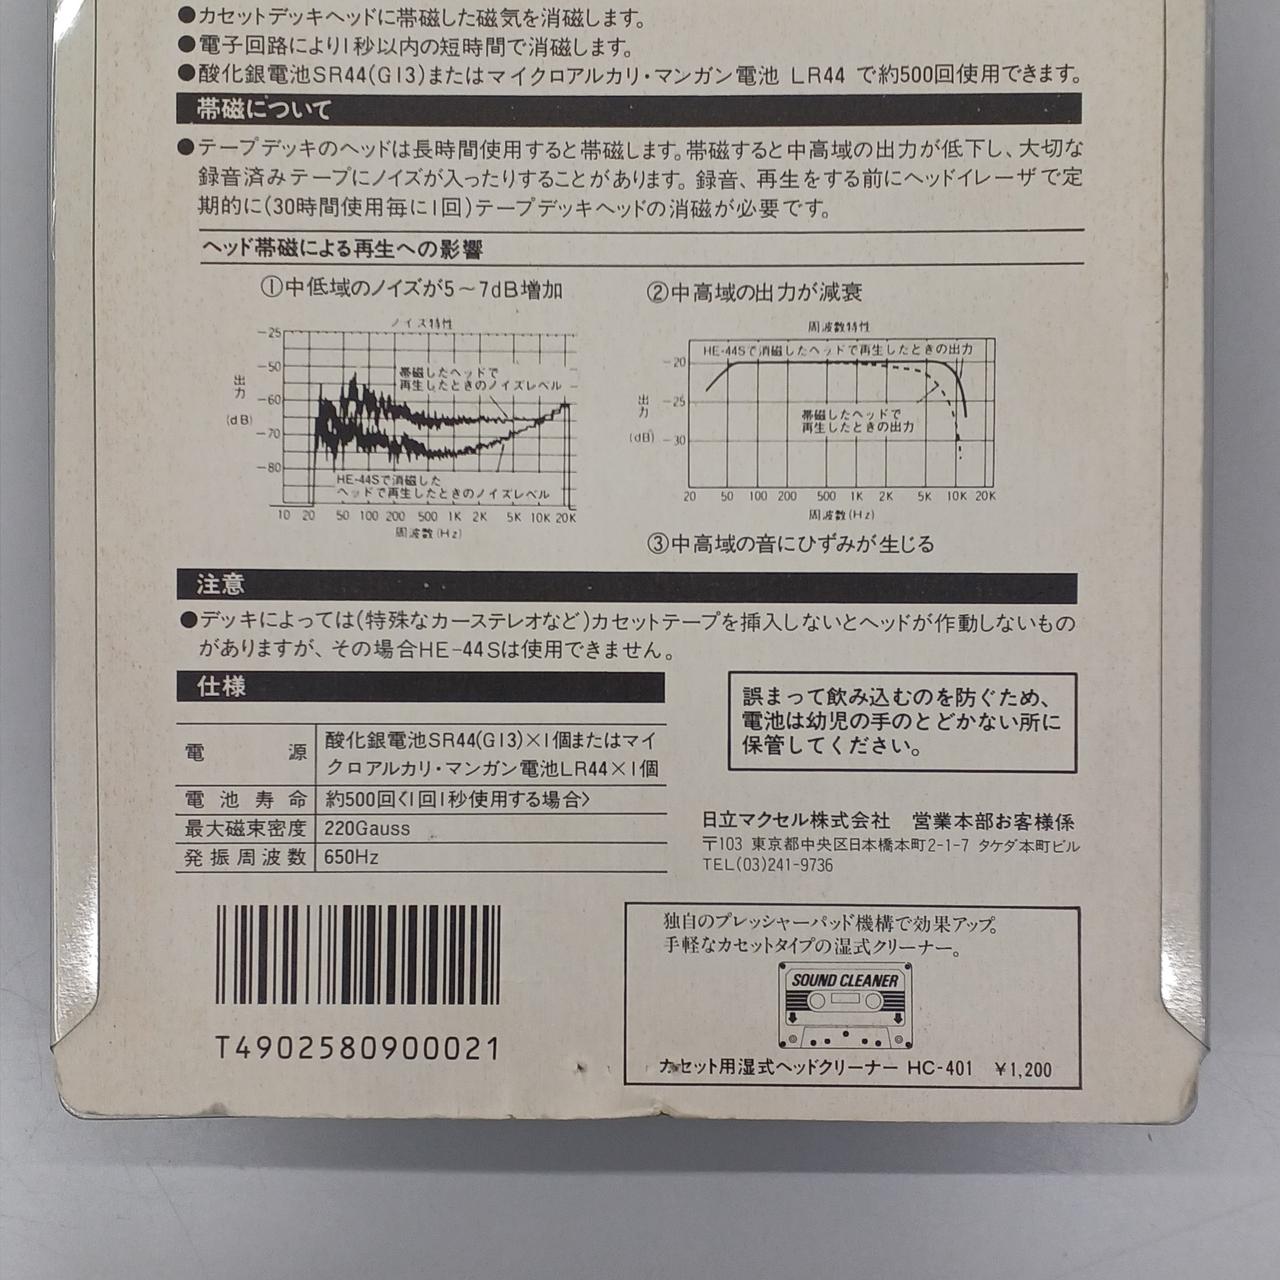 ●カセットデッキヘッドに帯磁した磁気を消磁します。
●電子回路により1秒以内の短時間で消磁します。
●酸化銀電池SR44(G13)またはマイクロアルカリ・マンガン電池 LR44 で約500回使用できます。
帯磁について
●テープデッキのヘッドは長時間使用すると帯磁します。帯磁すると中高域の出力が低下し、大切な
録音済みテープにノイズが入ったりすることがあります。録音、再生をする前にヘッドイレーザで定
期的に(30時間使用毎に1回)テープデッキヘッドの消磁が必要です。
ヘッド帯磁による再生への影響
①中低域のノイズが5～7dB増加
ノイズ特性
出力
(dB)
-25
-50
-60
-70
-80
帯磁したヘッドで
再生したときのノイズレベル
HE-44Sで消磁した
ヘッドで再生したときのノイズレベル
10 20 50 100 200 500 1K 2K 5K 10K 20K
周波数(Hz)
②中高域の出力が減衰
周波数特性
HE-44Sで消磁したヘッドで再生したときの出力
出力
(dB)
-20
-25
-30
帯磁したヘッドで
再生したときの出力
20 50 100 200 500 1K 2K 5K 10K 20K
周波数(Hz)
③中高域の音にひずみが生じる
注意
●デッキによっては(特殊なカーステレオなど)カセットテープを挿入しないとヘッドが作動しないもの
がありますが、その場合HE-44Sは使用できません。
仕様
電源 酸化銀電池SR44(G13)×1個またはマイ
クロアルカリ・マンガン電池LR44×1個
電池寿命 約500回〈1回1秒使用する場合〉
最大磁束密度 220Gauss
発振周波数 650Hz
誤まって飲み込むのを防ぐため、
電池は幼児の手のとどかない所に
保管してください。
日立マクセル株式会社 営業本部お客様係
〒103 東京都中央区日本橋本町2-1-7 タケダ本町ビル
TEL(03)241-9736
T4902580900021
独自のプレッシャーパッド機構で効果アップ。
手軽なカセットタイプの湿式クリーナー。
SOUND CLEANER
カセット用湿式ヘッドクリーナー HC-401 ¥1,200